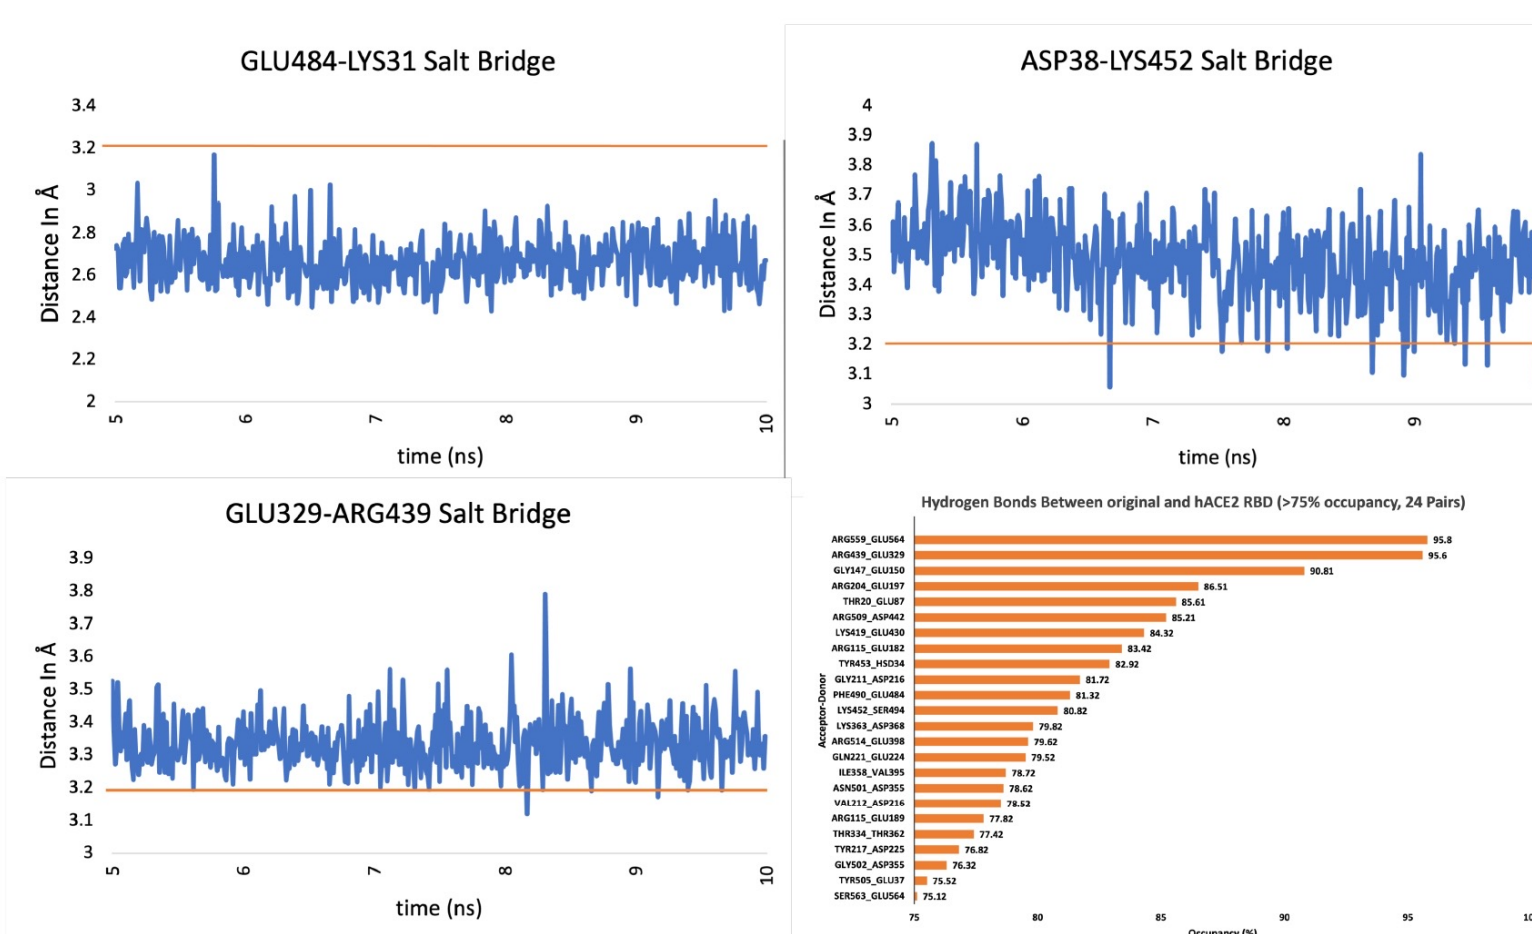 GLU484-LYS31 Salt Bridge
Distance In Å
3.4
3.2
3
2.8
2.6
2.4
2.2
2
5
6
7
8
9
10
time (ns)
ASP38-LYS452 Salt Bridge
Distance In Å
4
3.9
3.8
3.7
3.6
3.5
3.4
3.3
3.2
3.1
3
5
6
7
8
9
time (ns)
GLU329-ARG439 Salt Bridge
Distance In Å
3.9
3.8
3.7
3.6
3.5
3.4
3.3
3.2
3.1
3
5
6
7
8
9
10
time (ns)
Hydrogen Bonds Between original and hACE2 RBD (>75% occupancy, 24 Pairs)
Acceptor-Donor
ARG559_GLU564 95.8
ARG439_GLU329 95.6
GLY147_GLU150 90.81
ARG204_GLU197 86.51
THR20_GLU87 85.61
ARG509_ASP442 85.21
LYS419_GLU430 84.32
ARG115_GLU182 83.42
TYR453_HSD34 82.92
GLY211_ASP216 81.72
PHE490_GLU484 81.32
LYS452_SER494 80.82
LYS363_ASP368 79.82
ARG514_GLU398 79.62
GLN221_GLU224 79.52
ILE358_VAL395 78.72
ASN501_ASP355 78.62
VAL212_ASP216 78.52
ARG115_GLU189 77.82
THR334_THR362 77.42
TYR217_ASP225 76.82
GLY502_ASP355 76.32
TYR505_GLU37 75.52
SER563_GLU564 75.12
75 80 85 90 95
Occupancy (%)